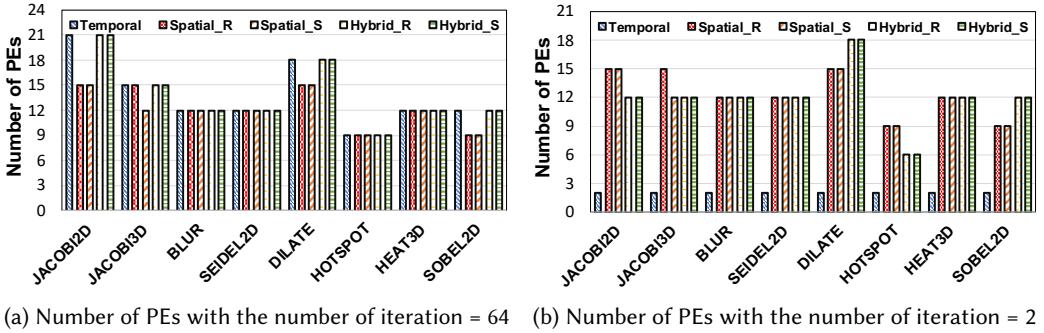 Temporal Spatial_R Spatial_S Hybrid_R Hybrid_S
Number of PEs
24
21
18
15
12
9
6
3
0
JACOBI2D
JACOBI3D
BLUR
SEIDEL2D
DILATE
HOTSPOT
HEAT3D
SOBEL2D
(a) Number of PEs with the number of iteration = 64
Temporal Spatial_R Spatial_S Hybrid_R Hybrid_S
Number of PEs
21
18
15
12
9
6
3
0
JACOBI2D
JACOBI3D
BLUR
SEIDEL2D
DILATE
HOTSPOT
HEAT3D
SOBEL2D
(b) Number of PEs with the number of iteration = 2